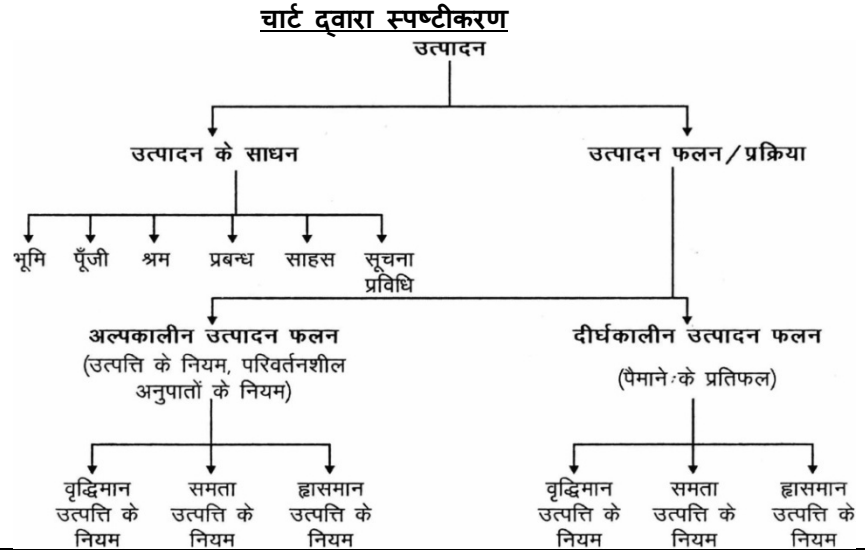 चार्ट द्वारा स्पष्टीकरण
उत्पादन
उत्पादन के साधन
उत्पादन फलन / प्रक्रिया
भूमि
पूँजी
श्रम
प्रबन्ध
साहस
सूचना
प्रविधि
अल्पकालीन उत्पादन फलन
(उत्पत्ति के नियम, परिवर्तनशील
अनुपातों के नियम)
दीर्घकालीन उत्पादन फलन
(पैमाने के प्रतिफल)
वृद्धिमान
उत्पत्ति के
नियम
समता
उत्पत्ति के
नियम
ह्रासमान
उत्पत्ति के
नियम
वृद्धिमान
उत्पत्ति के
नियम
समता
उत्पत्ति के
नियम
ह्रासमान
उत्पत्ति के
नियम